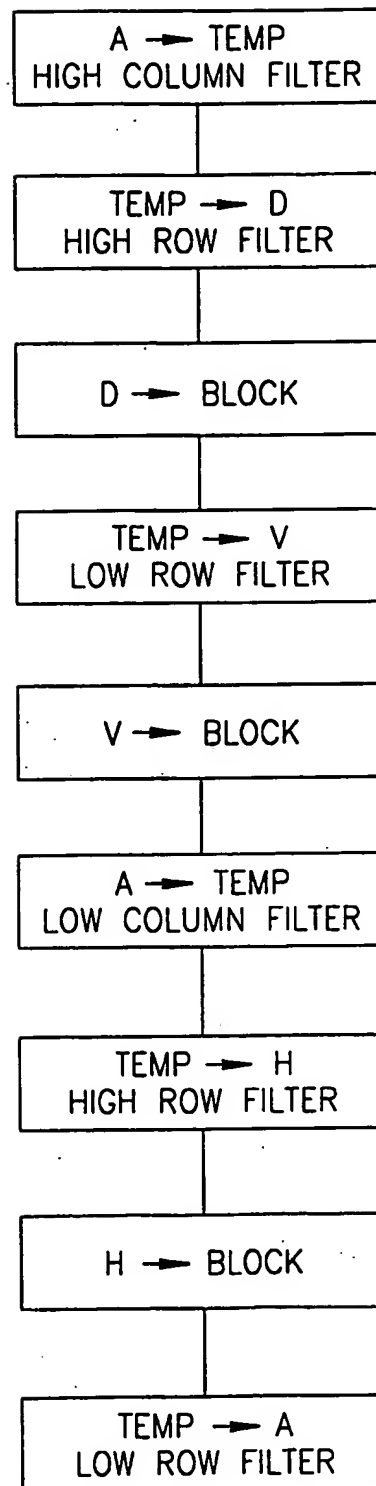 A → TEMP
HIGH COLUMN FILTER
TEMP → D
HIGH ROW FILTER
D → BLOCK
TEMP → V
LOW ROW FILTER
V → BLOCK
A → TEMP
LOW COLUMN FILTER
TEMP → H
HIGH ROW FILTER
H → BLOCK
TEMP → A
LOW ROW FILTER